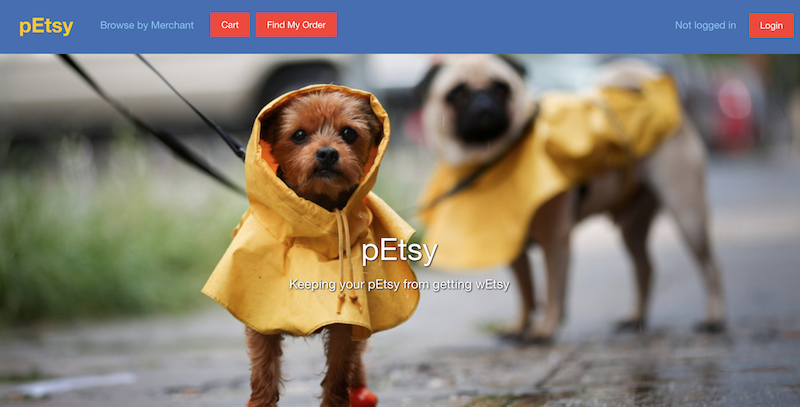 pEtsy
Browse by Merchant
Cart
Find My Order
Not logged in
Login
pEtsy
Keeping your pEtsy from getting wEtsy